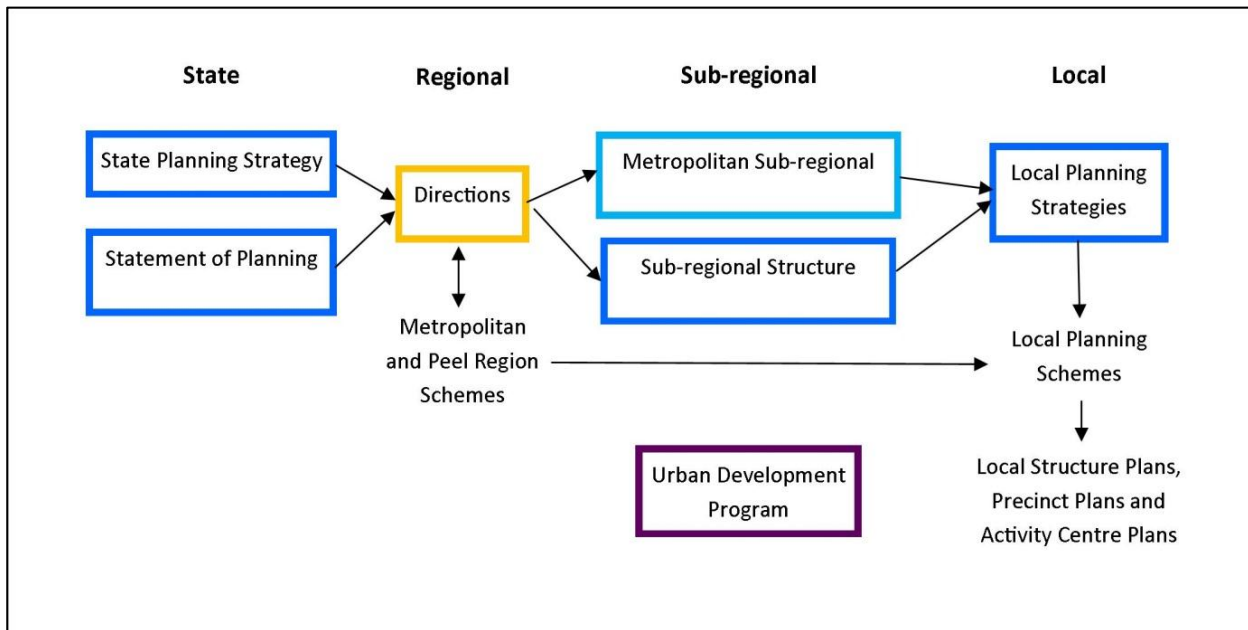 State
Regional
Sub-regional
Local
State Planning Strategy
Statement of Planning
Directions
Metropolitan
and Peel Region
Schemes
Metropolitan Sub-regional
Sub-regional Structure
Urban Development
Program
Local Planning
Strategies
Local Planning
Schemes
Local Structure Plans,
Precinct Plans and
Activity Centre Plans